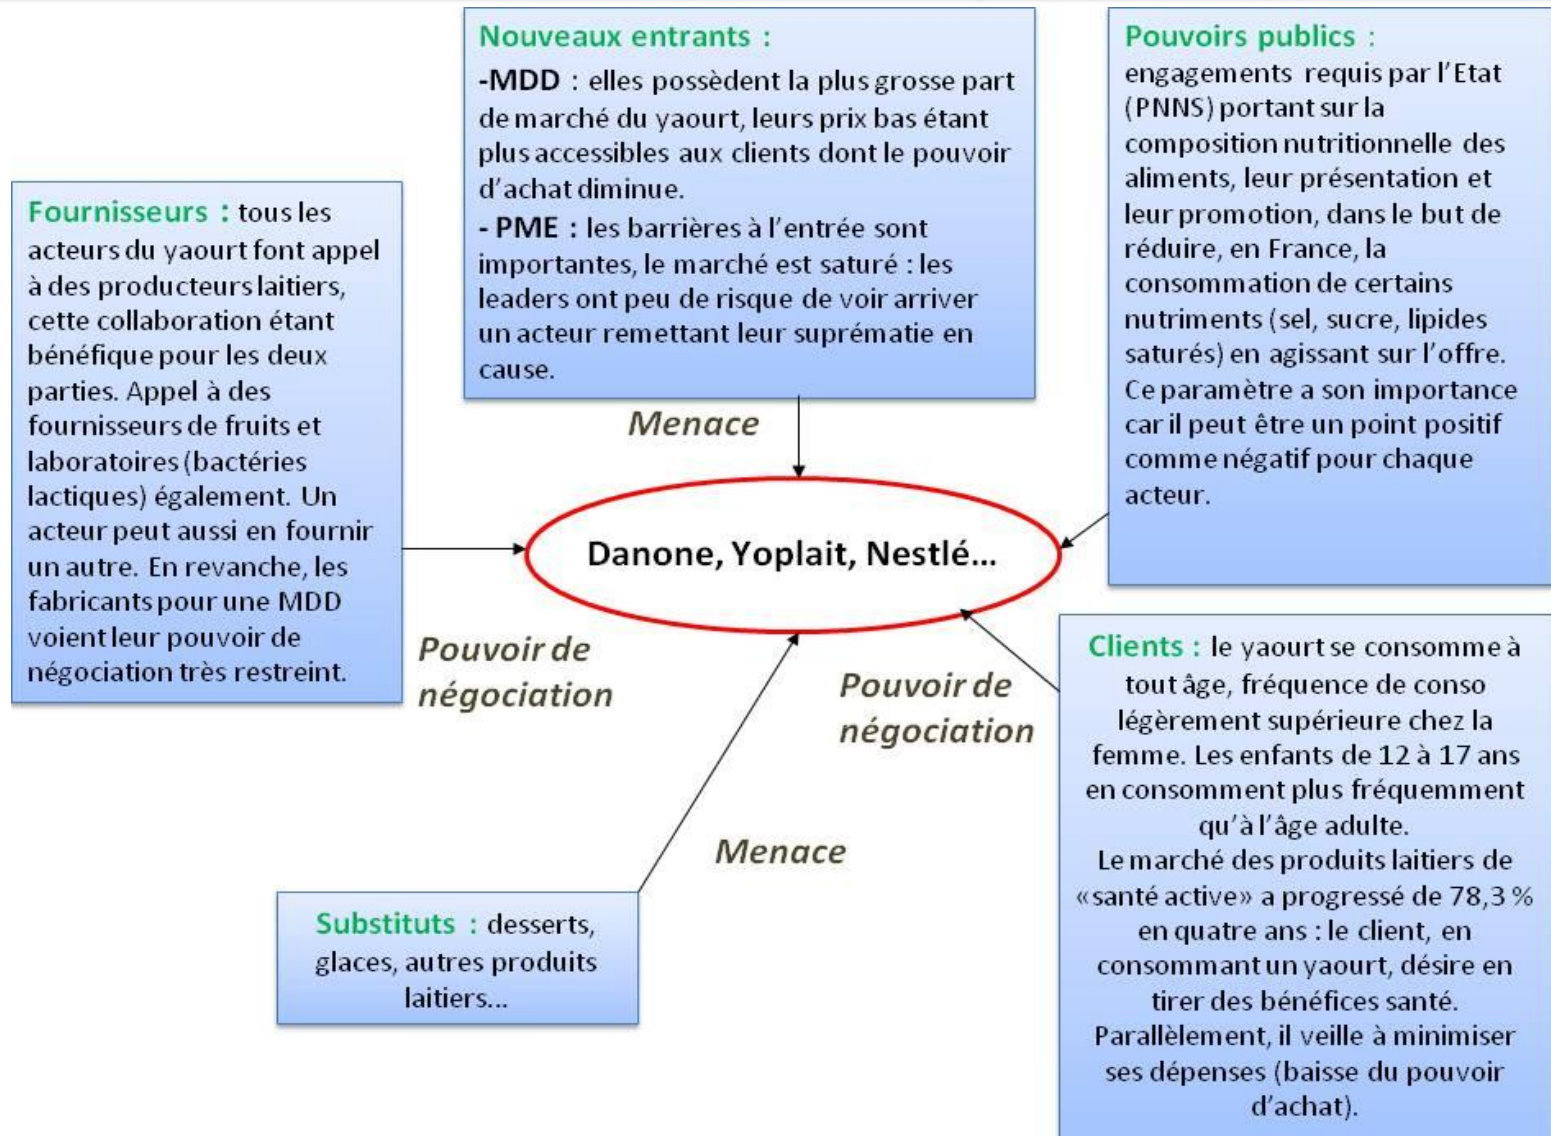 Nouveaux entrants :
-MDD : elles possèdent la plus grosse part
de marché du yaourt, leurs prix bas étant
plus accessibles aux clients dont le pouvoir
d’achat diminue.
- PME : les barrières à l’entrée sont
importantes, le marché est saturé : les
leaders ont peu de risque de voir arriver
un acteur remettant leur suprématie en
cause.
Pouvoirs publics :
engagements requis par l’Etat
(PNNS) portant sur la
composition nutritionnelle des
aliments, leur présentation et
leur promotion, dans le but de
réduire, en France, la
consommation de certains
nutriments (sel, sucre, lipides
saturés) en agissant sur l’offre.
Ce paramètre a son importance
car il peut être un point positif
comme négatif pour chaque
acteur.
Fournisseurs : tous les
acteurs du yaourt font appel
à des producteurs laitiers,
cette collaboration étant
bénéfique pour les deux
parties. Appel à des
fournisseurs de fruits et
laboratoires (bactéries
lactiques) également. Un
acteur peut aussi en fournir
un autre. En revanche, les
fabricants pour une MDD
voient leur pouvoir de
négociation très restreint.
Menace
Danone, Yoplait, Nestlé...
Pouvoir de
négociation
Pouvoir de
négociation
Clients : le yaourt se consomme à
tout âge, fréquence de conso
légèrement supérieure chez la
femme. Les enfants de 12 à 17 ans
en consomment plus fréquemment
qu’à l’âge adulte.
Le marché des produits laitiers de
«santé active» a progressé de 78,3 %
en quatre ans : le client, en
consommant un yaourt, désire en
tirer des bénéfices santé.
Parallèlement, il veille à minimiser
ses dépenses (baisse du pouvoir
d’achat).
Menace
Substituts : desserts,
glaces, autres produits
laitiers...